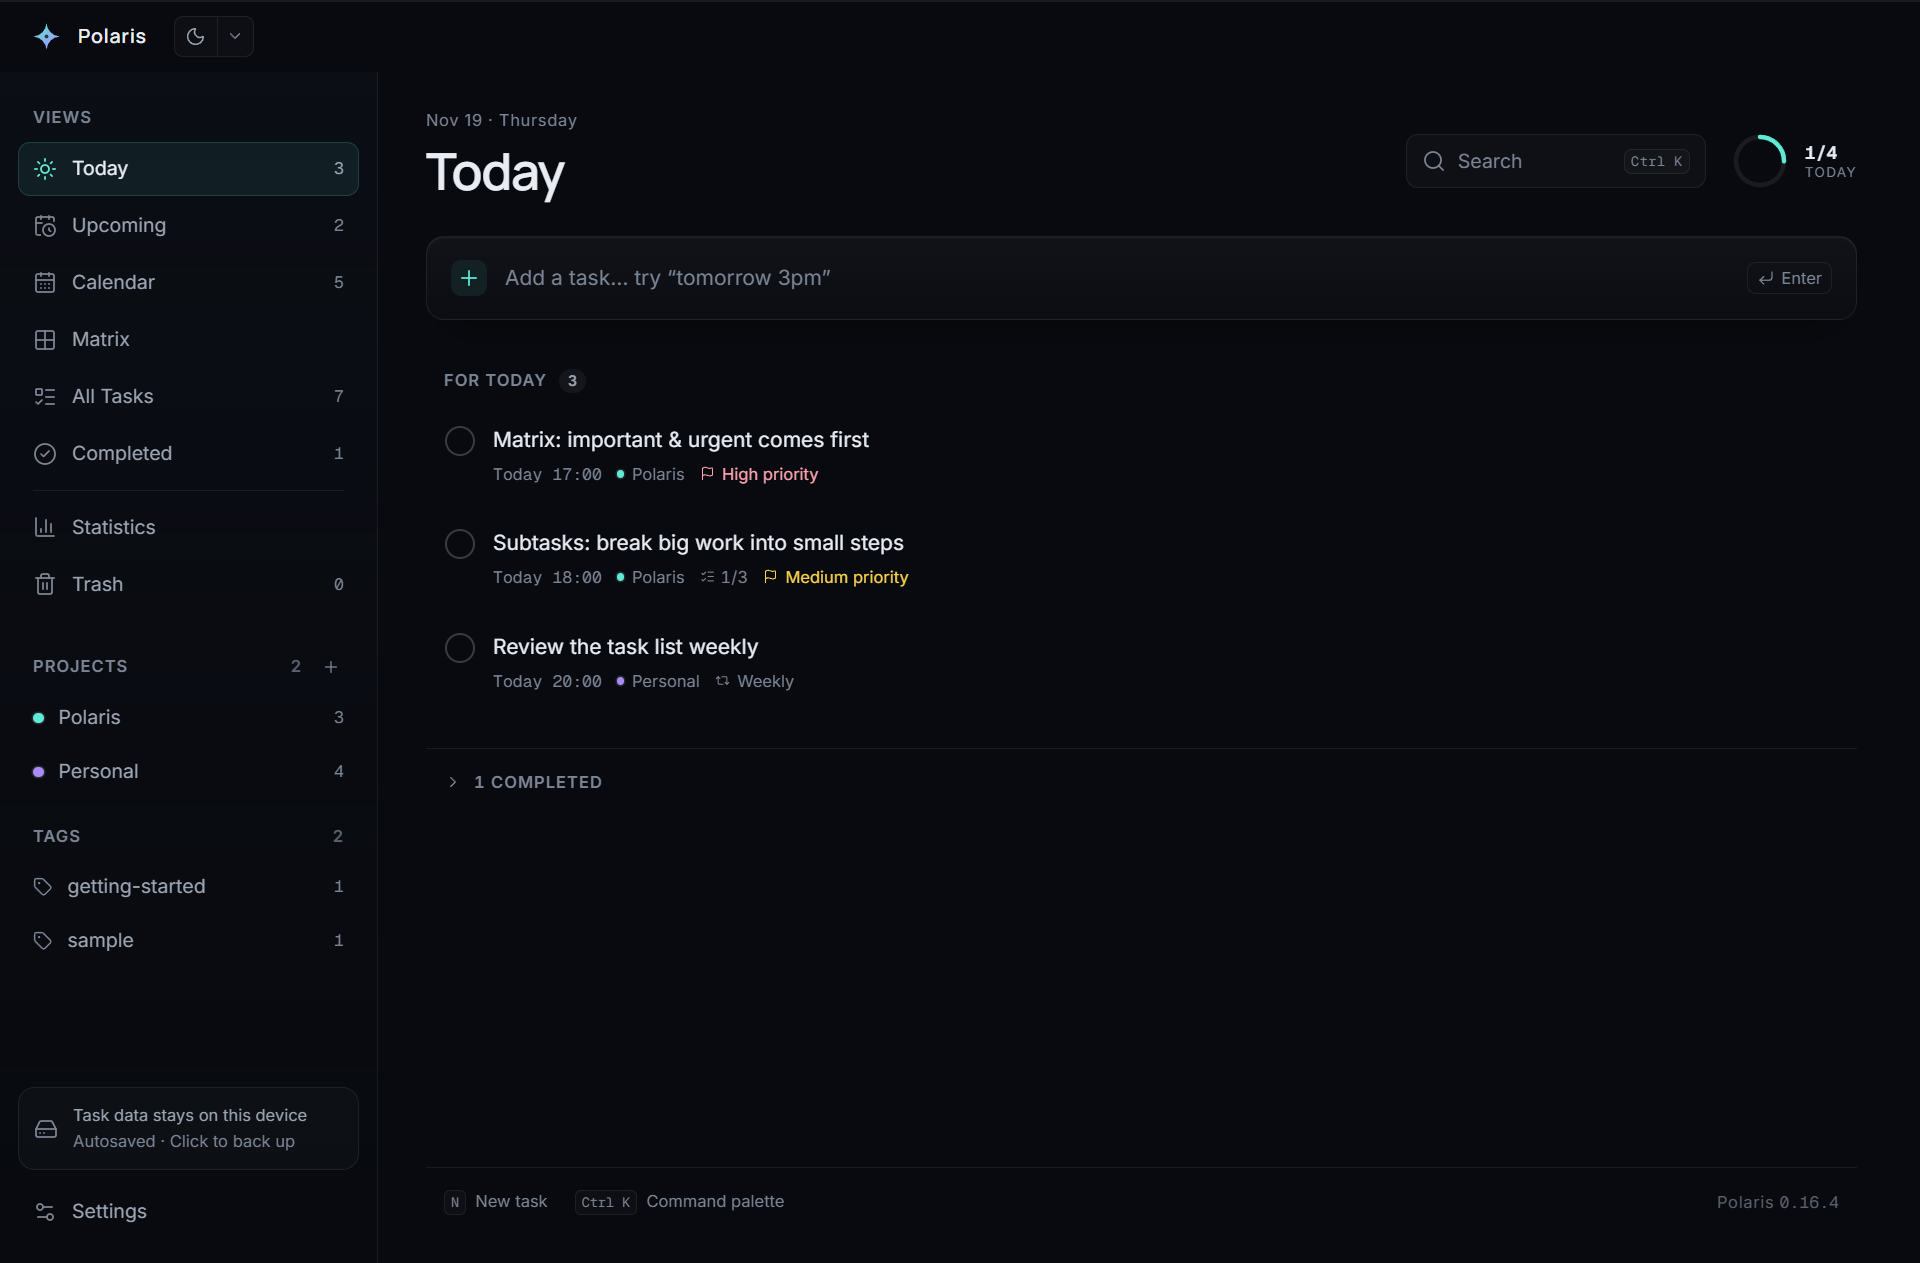 Polaris
VIEWS
Today 3
Upcoming 2
Calendar 5
Matrix
All Tasks 7
Completed 1
Statistics
Trash 0
PROJECTS 2
Polaris 3
Personal 4
TAGS 2
getting-started 1
sample 1
Task data stays on this device
Autosaved · Click to back up
Settings
Nov 19 · Thursday
Today
Search Ctrl K
1/4
TODAY
Add a task... try “tomorrow 3pm”
Enter
FOR TODAY 3
Matrix: important & urgent comes first
Today 17:00 Polaris High priority
Subtasks: break big work into small steps
Today 18:00 Polaris 1/3 Medium priority
Review the task list weekly
Today 20:00 Personal Weekly
1 COMPLETED
N New task Ctrl K Command palette
Polaris 0.16.4